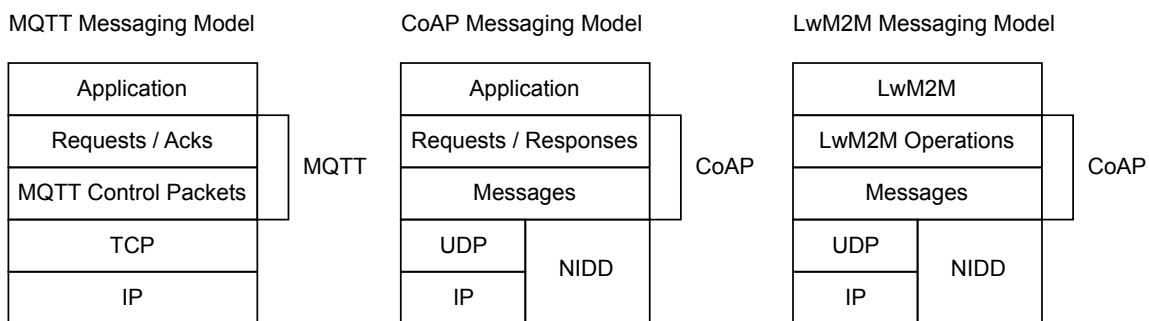 MQTT Messaging Model
Application
Requests / Acks
MQTT Control Packets
MQTT
TCP
IP
CoAP Messaging Model
Application
Requests / Responses
Messages
CoAP
UDP
IP
NIDD
LwM2M Messaging Model
LwM2M
LwM2M Operations
Messages
CoAP
UDP
IP
NIDD